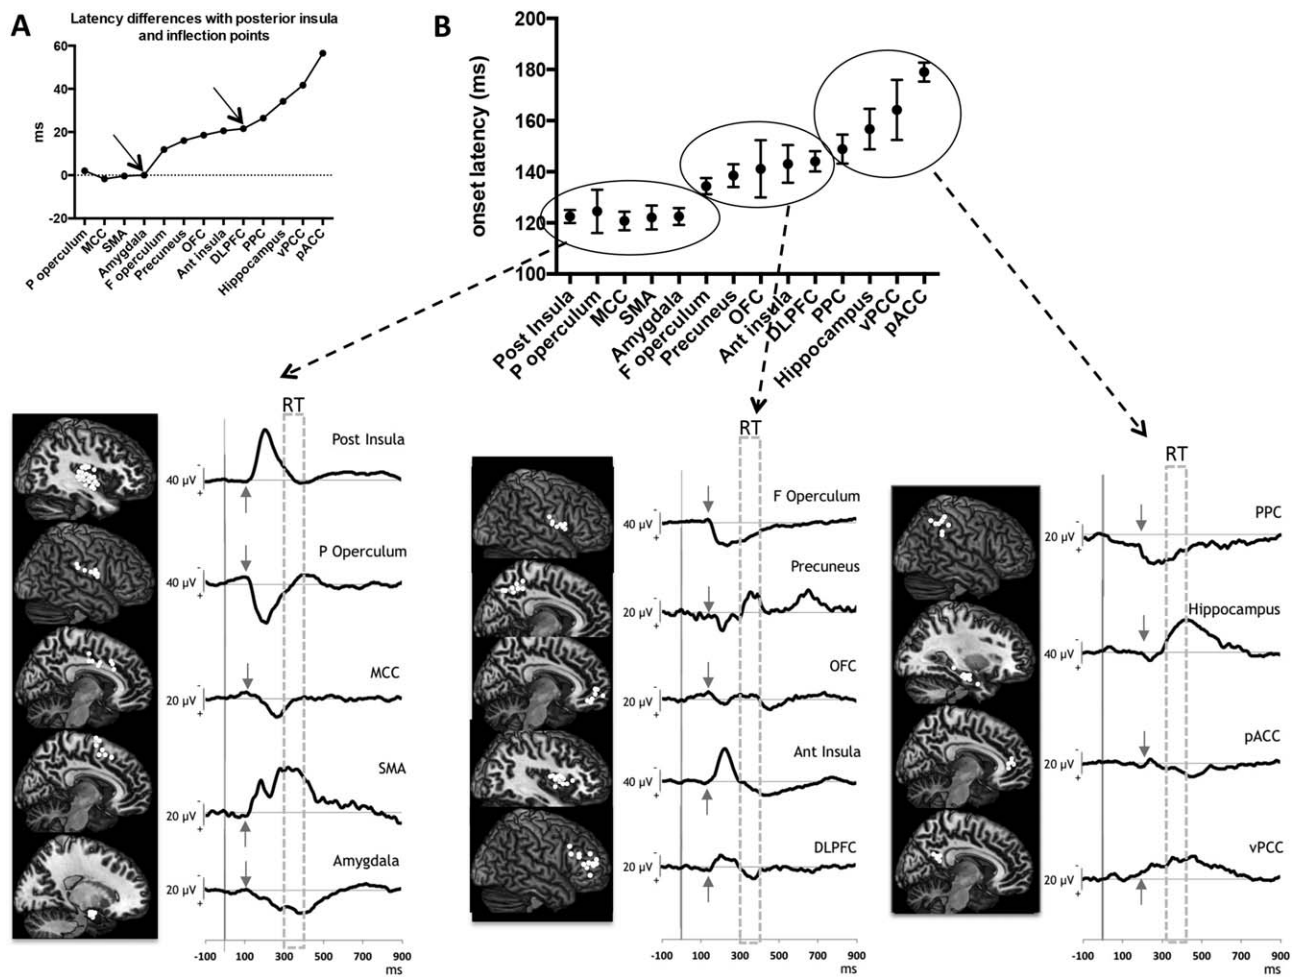 A
Latency differences with posterior insula
and inflection points
ms
60
40
20
0
-20
P operculum
MCC
SMA
Amygdala
F operculum
Precuneus
OFC
Ant insula
DLPFC
PPC
Hippocampus
vPCC
pACC
B
onset latency (ms)
200
180
160
140
120
100
Post Insula
P operculum
MCC
SMA
Amygdala
F operculum
Precuneus
OFC
Ant insula
DLPFC
PPC
Hippocampus
vPCC
pACC
RT
Post Insula
-
40 µV
+
P Operculum
-
40 µV
+
MCC
-
20 µV
+
SMA
-
20 µV
+
Amygdala
-
20 µV
+
-100 100 300 500 700 900
ms
RT
F Operculum
-
40 µV
+
Precuneus
-
20 µV
+
OFC
-
20 µV
+
Ant Insula
-
40 µV
+
DLPFC
-
20 µV
+
-100 100 300 500 700 900
ms
RT
PPC
-
20 µV
+
Hippocampus
-
40 µV
+
pACC
-
20 µV
+
vPCC
-
20 µV
+
-100 100 300 500 700 900
ms